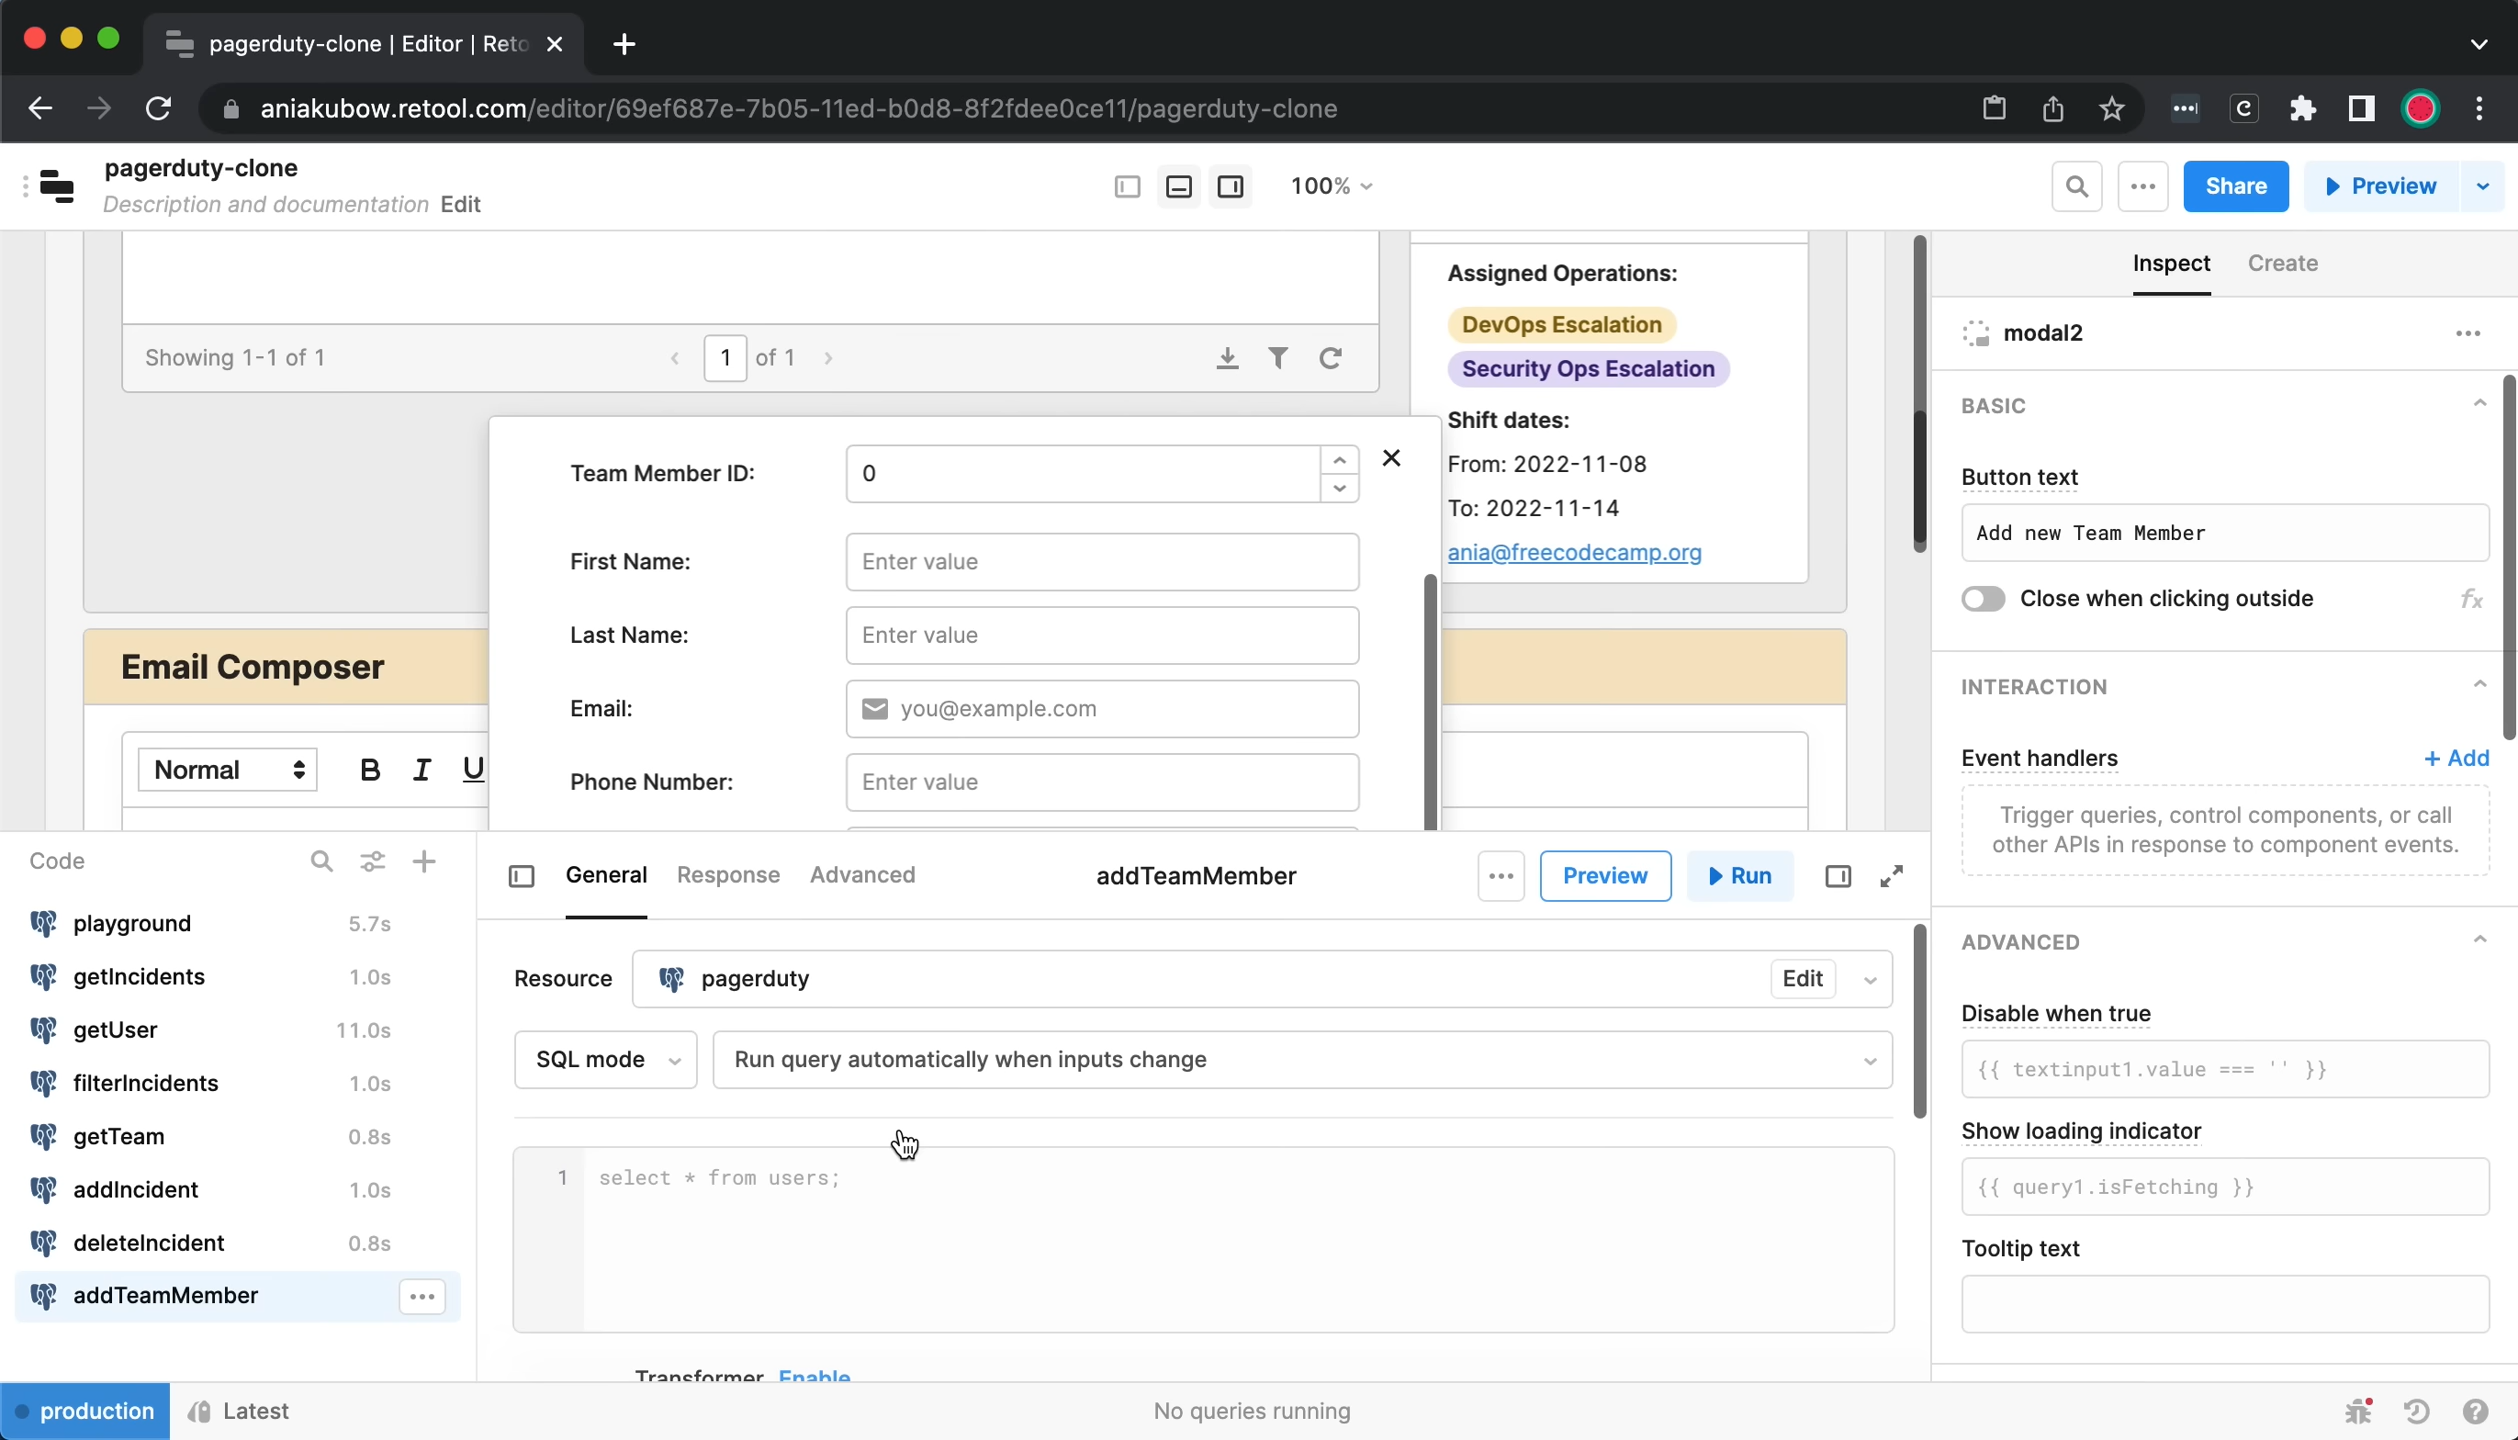 pagerduty-clone | Editor | Reto
aniakubow.retool.com/editor/69ef687e-7b05-11ed-b0d8-8f2fdee0ce11/pagerduty-clone
pagerduty-clone
Description and documentation Edit
100%
Share
Preview
Showing 1-1 of 1
1 of 1
Assigned Operations:
DevOps Escalation
Security Ops Escalation
Shift dates:
From: 2022-11-08
To: 2022-11-14
ania@freecodecamp.org
Team Member ID: 0
First Name: Enter value
Last Name: Enter value
Email: you@example.com
Phone Number: Enter value
Email Composer
Normal B I U
Inspect Create
modal2
BASIC
Button text
Add new Team Member
Close when clicking outside fx
INTERACTION
Event handlers + Add
Trigger queries, control components, or call
other APIs in response to component events.
ADVANCED
Disable when true
{{ textinput1.value === '' }}
Show loading indicator
{{ query1.isFetching }}
Tooltip text
Code
playground 5.7s
getIncidents 1.0s
getUser 11.0s
filterIncidents 1.0s
getTeam 0.8s
addIncident 1.0s
deleteIncident 0.8s
addTeamMember
General Response Advanced addTeamMember Preview Run
Resource pagerduty Edit
SQL mode Run query automatically when inputs change
1 select * from users;
Transformer Enable
production Latest No queries running